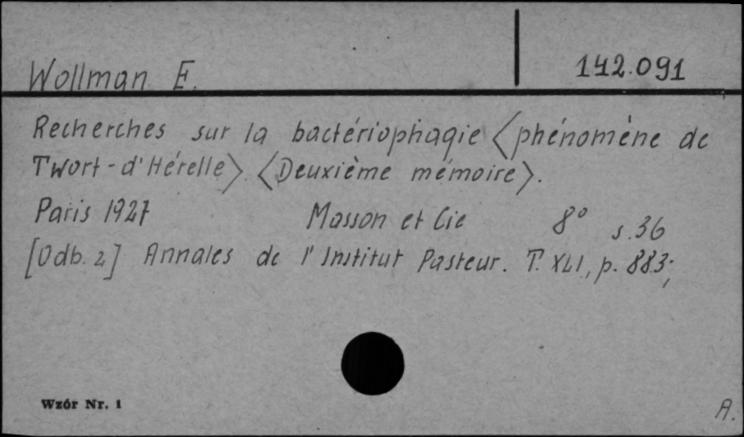 Wollman E.
142.091
Recherches sur la bactériophagie <phénomène de
Twort-d'Hérelle>. <Deuxième mémoire>.
Paris 1927 Masson et Cie 8° s.36
[Odb. z] Annales de l'Institut Pasteur. T. XLI, p. 883;
Wzór Nr. 1
A.